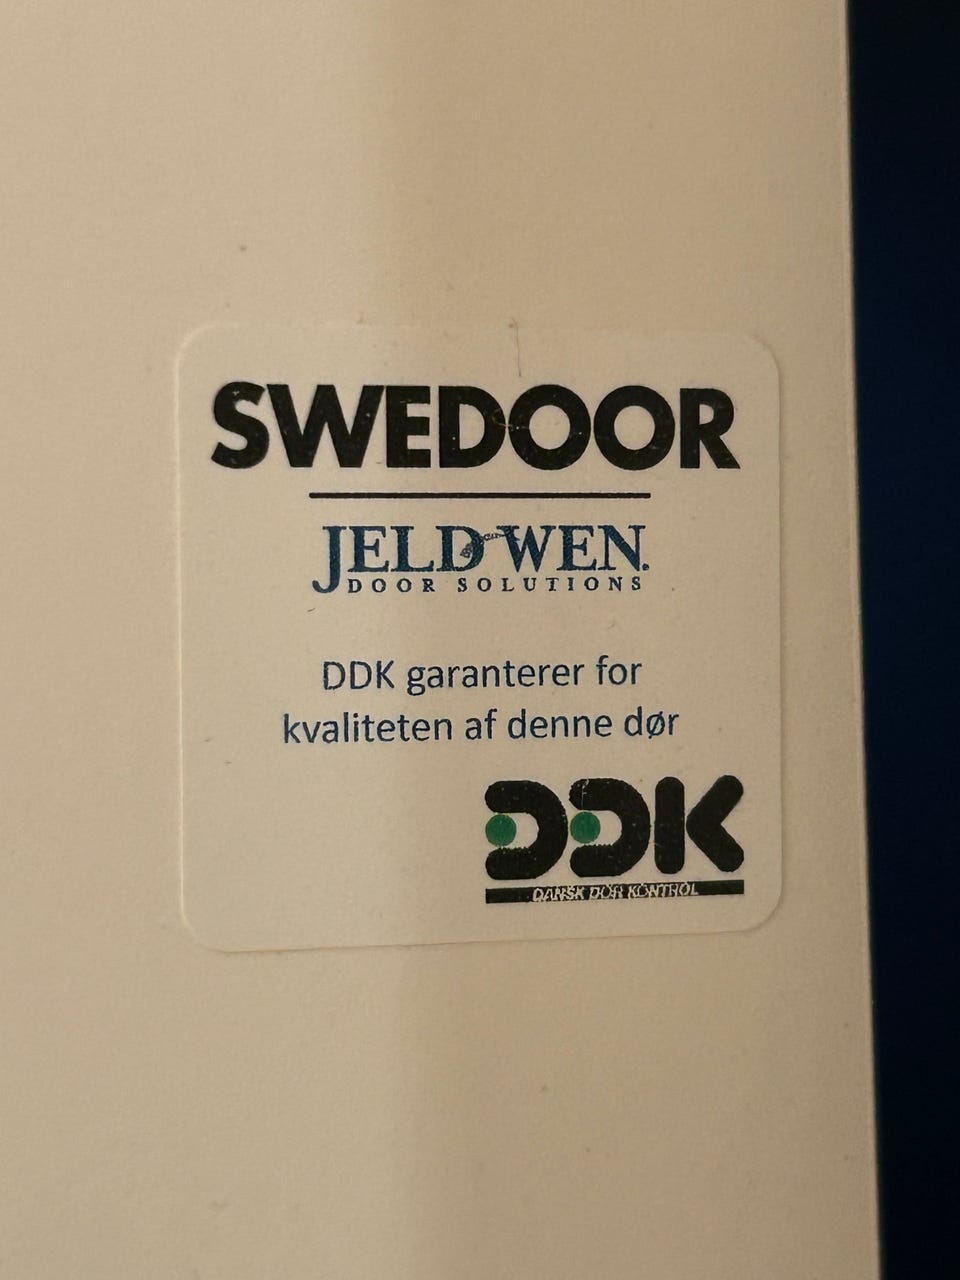 SWEDOOR
JELD-WEN.
DOOR SOLUTIONS
DDK garanterer for
kvaliteten af denne dør
DDK
DANSK DØR KONTROL